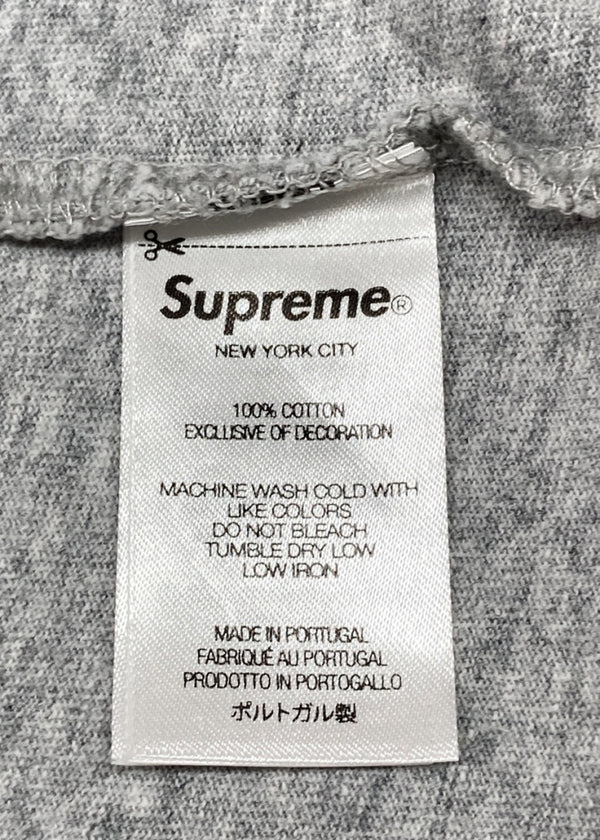 Supreme®
NEW YORK CITY
100% COTTON
EXCLUSIVE OF DECORATION
MACHINE WASH COLD WITH
LIKE COLORS
DO NOT BLEACH
TUMBLE DRY LOW
LOW IRON
MADE IN PORTUGAL
FABRIQUÉ AU PORTUGAL
PRODOTTO IN PORTOGALLO
ポルトガル製